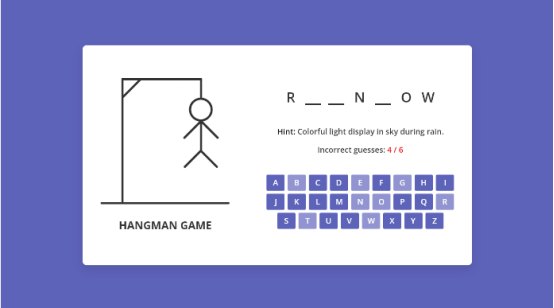 R __ __ N __ O W
Hint: Colorful light display in sky during rain.
Incorrect guesses: 4 / 6
A B C D E F G H I
J K L M N O P Q R
S T U V W X Y Z
HANGMAN GAME